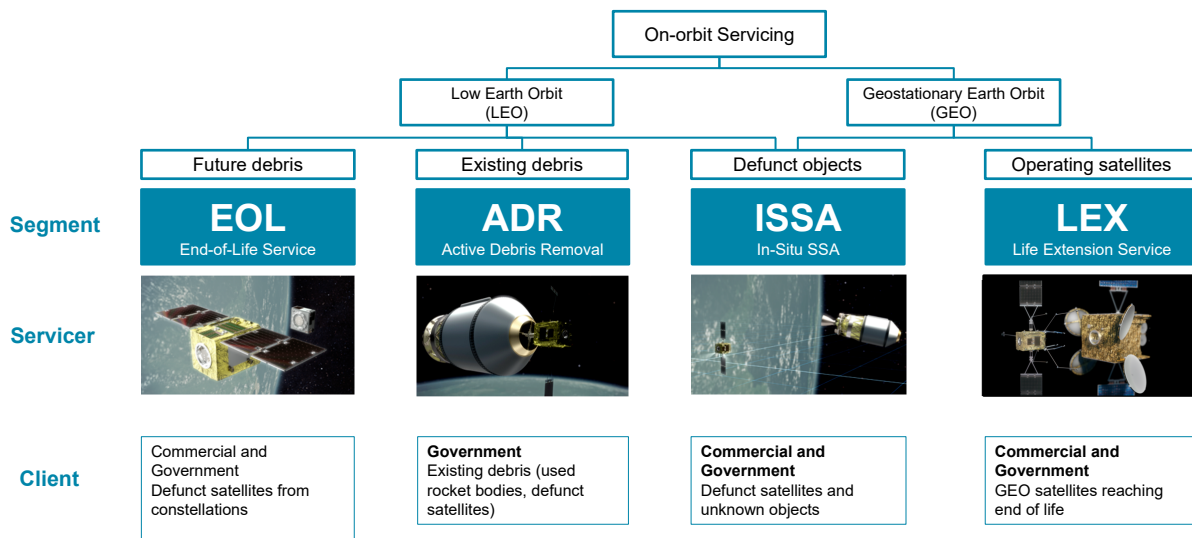 On-orbit Servicing
Low Earth Orbit
(LEO)
Geostationary Earth Orbit
(GEO)
Future debris
Existing debris
Defunct objects
Operating satellites
Segment
EOL
End-of-Life Service
ADR
Active Debris Removal
ISSA
In-Situ SSA
LEX
Life Extension Service
Servicer
Client
Commercial and
Government
Defunct satellites from
constellations
Government
Existing debris (used
rocket bodies, defunct
satellites)
Commercial and
Government
Defunct satellites and
unknown objects
Commercial and
Government
GEO satellites reaching
end of life